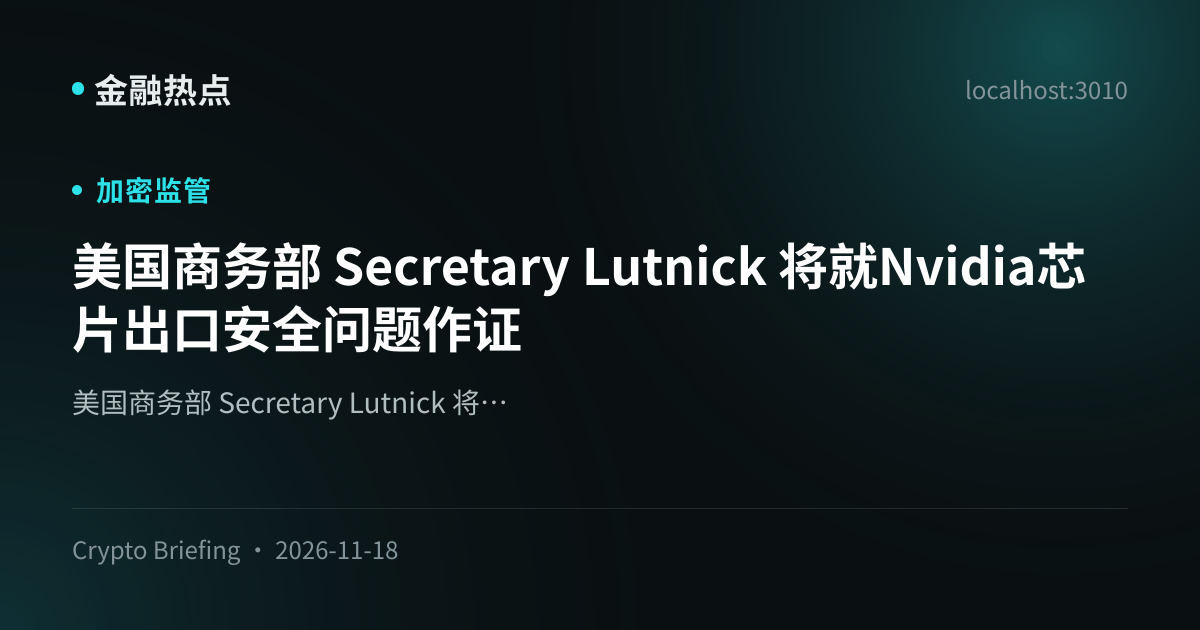 金融热点
localhost:3010
加密监管
美国商务部 Secretary Lutnick 将就Nvidia芯
片出口安全问题作证
美国商务部 Secretary Lutnick 将…
Crypto Briefing · 2026-11-18